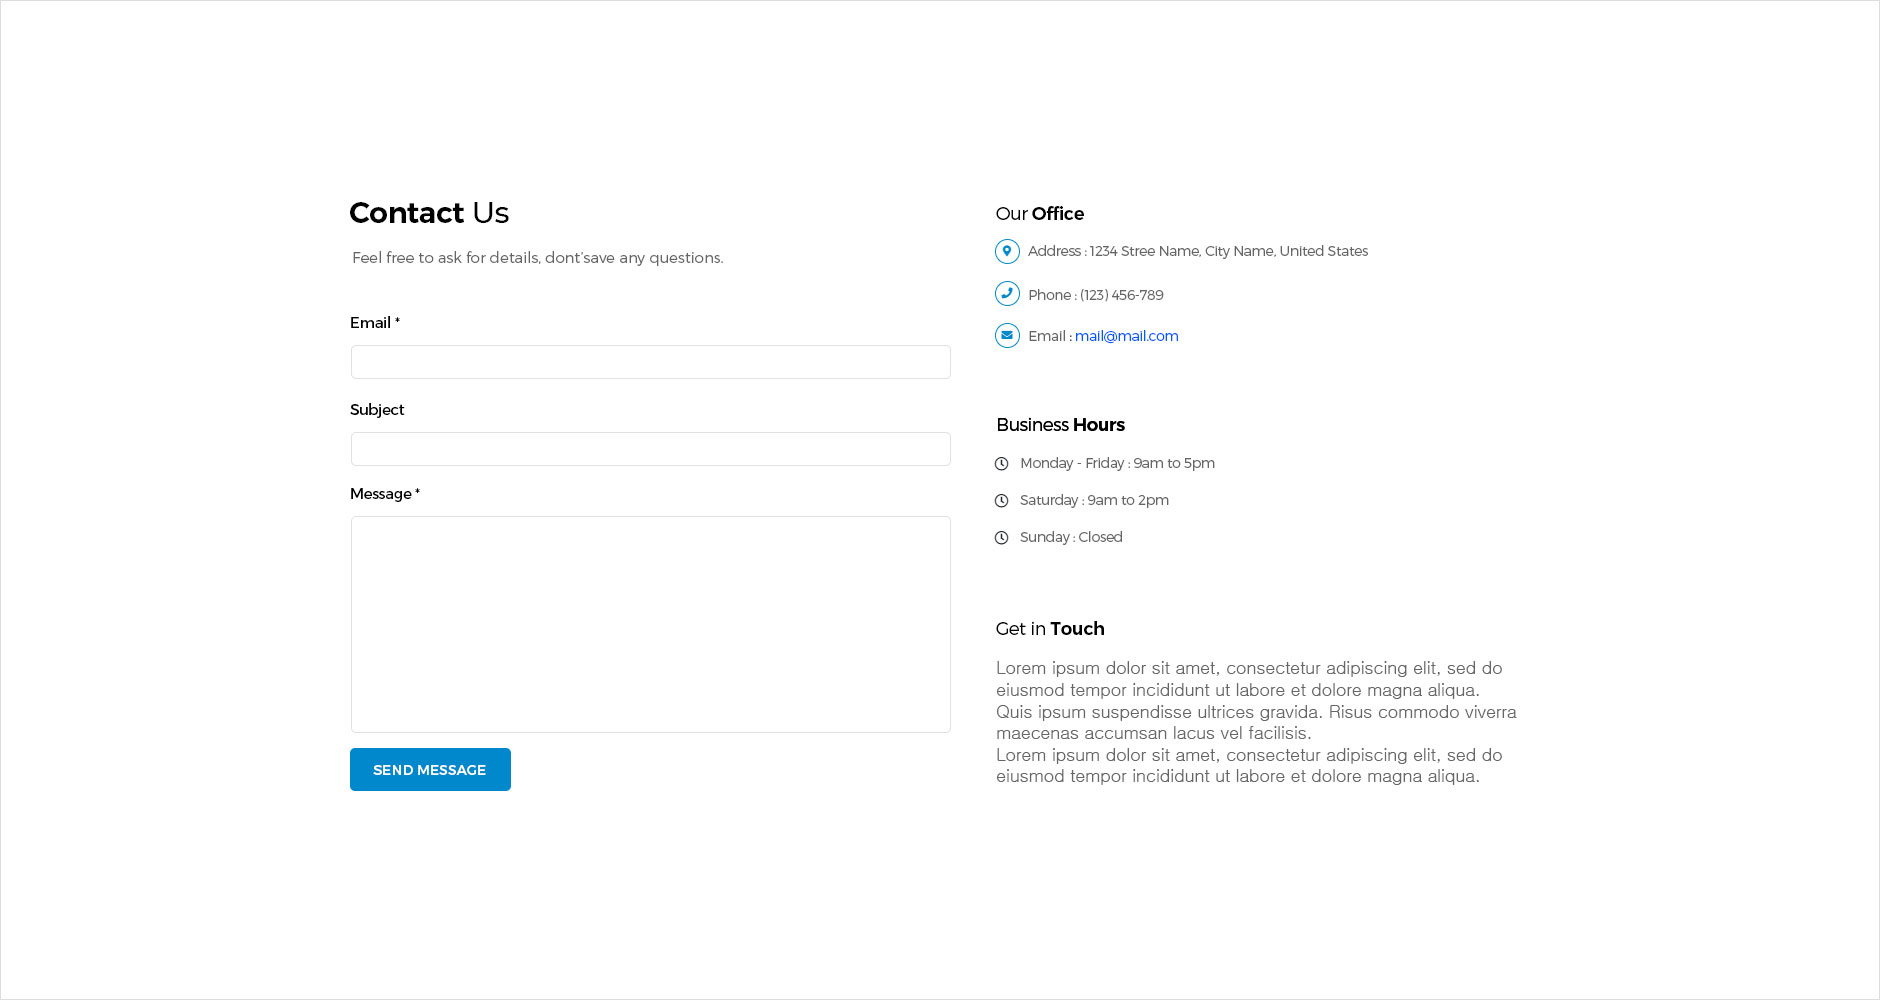 Contact Us
Feel free to ask for details, dont'save any questions.
Email *
Subject
Message *
SEND MESSAGE
Our Office
Address : 1234 Stree Name, City Name, United States
Phone : (123) 456-789
Email : mail@mail.com
Business Hours
Monday - Friday : 9am to 5pm
Saturday : 9am to 2pm
Sunday : Closed
Get in Touch
Lorem ipsum dolor sit amet, consectetur adipiscing elit, sed do
eiusmod tempor incididunt ut labore et dolore magna aliqua.
Quis ipsum suspendisse ultrices gravida. Risus commodo viverra
maecenas accumsan lacus vel facilisis.
Lorem ipsum dolor sit amet, consectetur adipiscing elit, sed do
eiusmod tempor incididunt ut labore et dolore magna aliqua.